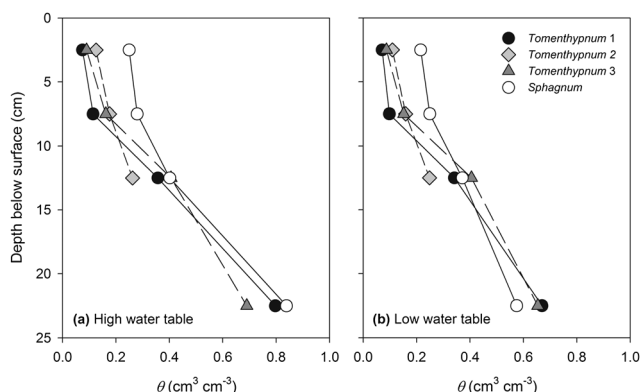 0
5
10
15
20
25
Depth below surface (cm)
(a) High water table
0.0 0.2 0.4 0.6 0.8 1.0
θ (cm³ cm⁻³)
Tomenthypnum 1
Tomenthypnum 2
Tomenthypnum 3
Sphagnum
(b) Low water table
0.0 0.2 0.4 0.6 0.8 1.0
θ (cm³ cm⁻³)